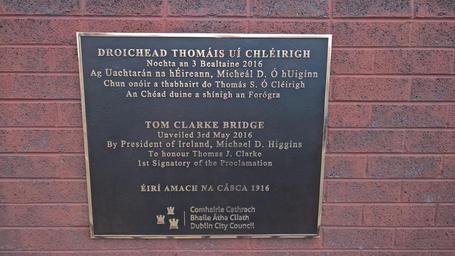 DROICHEAD THOMÁIS UÍ CHLÉIRIGH
Nochta an 3 Bealtaine 2016
Ag Uachtarán na hÉireann, Micheál D. Ó hUiginn
Chun onóir a thabhairt do Thomás S. Ó Cléirigh
An Chéad duine a shínigh an Forógra
TOM CLARKE BRIDGE
Unveiled 3rd May 2016
By President of Ireland, Michael D. Higgins
To honour Thomas J. Clarke
1st Signatory of the Proclamation
ÉIRÍ AMACH NA CÁSCA 1916
Comhairle Cathrach
Bhaile Átha Cliath
Dublin City Council